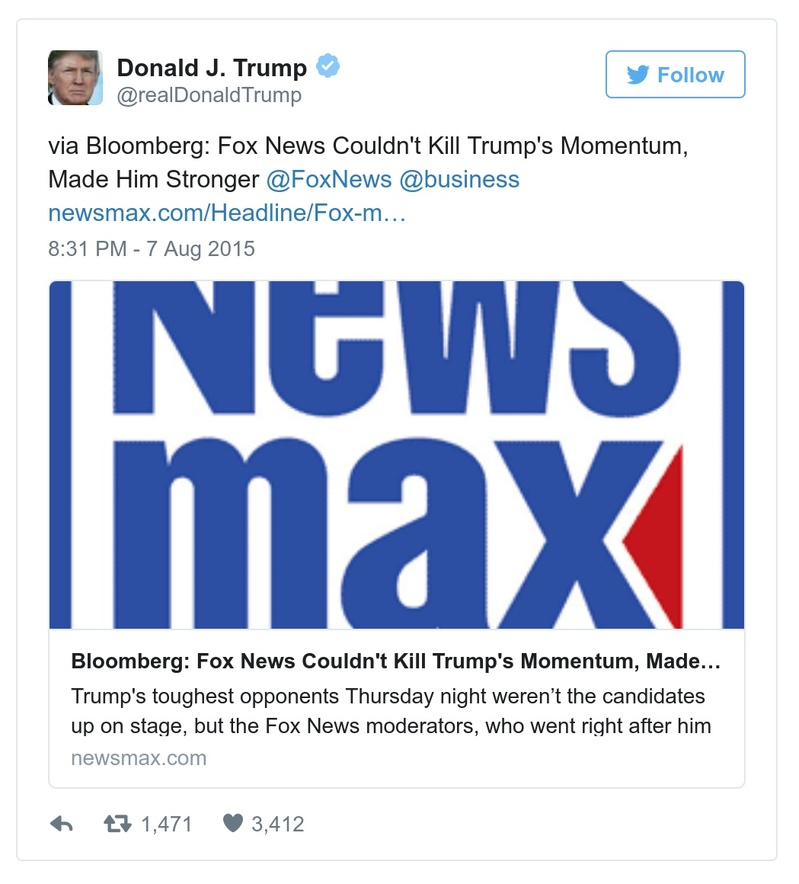 Donald J. Trump
@realDonaldTrump
Follow
via Bloomberg: Fox News Couldn't Kill Trump's Momentum,
Made Him Stronger @FoxNews @business
newsmax.com/Headline/Fox-m…
8:31 PM - 7 Aug 2015
News
max
Bloomberg: Fox News Couldn't Kill Trump's Momentum, Made...
Trump's toughest opponents Thursday night weren’t the candidates
up on stage, but the Fox News moderators, who went right after him
newsmax.com
1,471 3,412